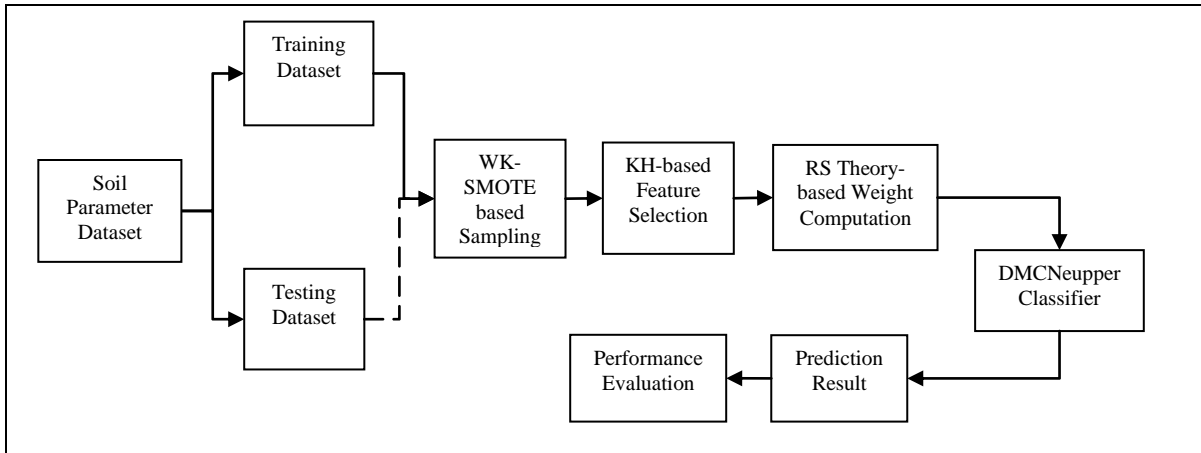 Training
Dataset
Soil
Parameter
Dataset
Testing
Dataset
WK-
SMOTE
based
Sampling
KH-based
Feature
Selection
RS Theory-
based Weight
Computation
DMCNeupper
Classifier
Prediction
Result
Performance
Evaluation